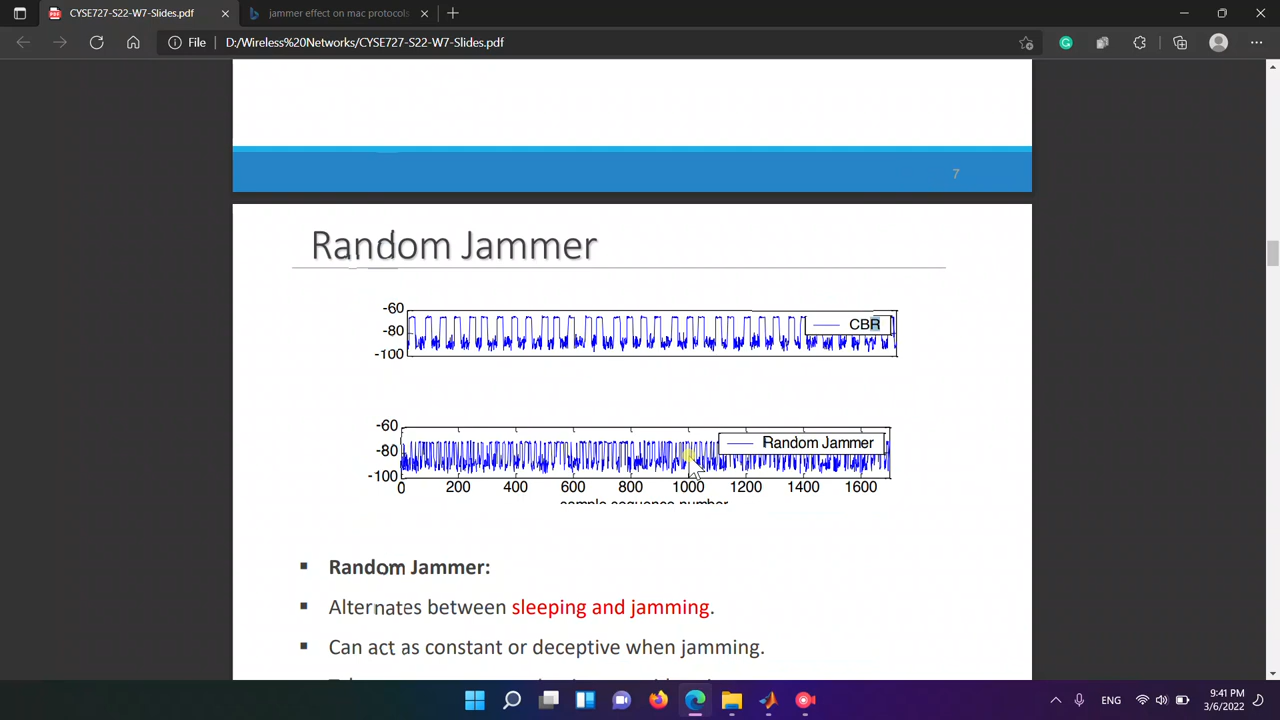 CYSE727-S22-W7-Slides.pdf
jammer effect on mac protocols
File
D:/Wireless%20Networks/CYSE727-S22-W7-Slides.pdf
7
Random Jammer
-60
-80
-100
CBR
-60
-80
-100
Random Jammer
0 200 400 600 800 1000 1200 1400 1600
sample sequence number
▪ Random Jammer:
▪ Alternates between sleeping and jamming.
▪ Can act as constant or deceptive when jamming.
ENG
9:41 PM
3/6/2022